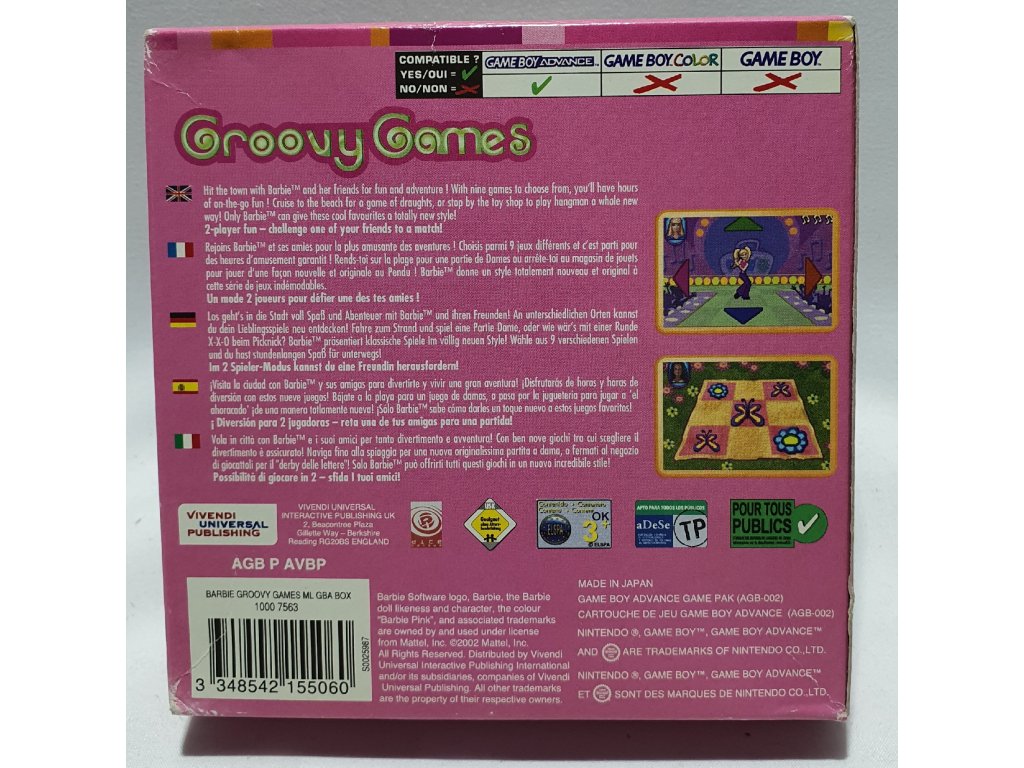 COMPATIBLE ?
YES/OUI =
NO/NON =
GAME BOY ADVANCE™
GAME BOY COLOR
GAME BOY
Groovy Games
Hit the town with Barbie™ and her friends for fun and adventure ! With nine games to choose from, you'll have hours
of on-the-go fun ! Cruise to the beach for a game of draughts, or stop by the toy shop to play hangman a whole new
way! Only Barbie™ can give these cool favourites a totally new style!
2-player fun – challenge one of your friends to a match!
Rejoins Barbie™ et ses amies pour la plus amusante des aventures ! Choisis parmi 9 jeux différents et c'est parti pour
des heures d'amusement garanti ! Rends-toi sur la plage pour une partie de Dames ou arrête-toi au magasin de jouets
pour jouer d'une façon nouvelle et originale au Pendu ! Barbie™ donne un style totalement nouveau et original à
cette série de jeux indémodables.
Un mode 2 joueurs pour défier une des tes amies !
Los geht's in die Stadt voll Spaß und Abenteuer mit Barbie™ und ihren Freunden! An unterschiedlichen Orten kannst
du dein Lieblingsspiele neu entdecken! Fahre zum Strand und spiel eine Partie Dame, oder wie wär's mit einer Runde
X-X-O beim Picknick? Barbie™ präsentiert klassische Spiele im völlig neuen Style! Wähle aus 9 verschiedenen Spielen
und du hast stundenlangen Spaß für unterwegs!
Im 2 Spieler-Modus kannst du eine Freundin herausfordern!
¡Visita la ciudad con Barbie™ y sus amigas para divertirte y vivir una gran aventura! ¡Disfrutarás de horas y horas de
diversión con estos nueve juegos! Bájate a la playa para un juego de damas, o pasa por la juguetería para jugar a 'el
ahoracado' ¡de una manera totlamente nueva! ¡Sólo Barbie™ sabe cómo darles en toque nuevo a estos juegos favoritos!
¡ Diversión para 2 jugadoras – reta una de tus amigas para una partida!
Vola in città con Barbie™ e i suoi amici per tanto divertimento e avventura! Con ben nove giochi tra cui scegliere il
divertimento è assicurato! Naviga fino alla spiaggia per una nuova originalissima partita a dama, o fermati al negozio
di giocattoli per il "derby delle lettere"! Solo Barbie™ può offrirti tutti questi giochi in un nuovo incredibile stile!
Possibilità di giocare in 2 – sfida I tuoi amici!
VIVENDI
UNIVERSAL
PUBLISHING
VIVENDI UNIVERSAL
INTERACTIVE PUBLISHING UK
2, Beacontree Plaza
Gillette Way – Berkshire
Reading RG20BS ENGLAND
Geeignet
ELSPA
OK
3+
ELSPA
APTO PARA TODOS LOS PÚBLICOS
aDeSe
TP
POUR TOUS
PUBLICS
AGB P AVBP
BARBIE GROOVY GAMES ML GBA BOX
1000 7563
S0025987
3 348542 155060
Barbie Software logo, Barbie, the Barbie
doll likeness and character, the colour
"Barbie Pink", and associated trademarks
are owned by and used under license
from Mattel, Inc. ©2002 Mattel, Inc.
All Rights Reserved. Distributed by Vivendi
Universal Interactive Publishing International
and/or its subsidiaries, companies of Vivendi
Universal Publishing. All other trademarks
are the property of their respective owners.
MADE IN JAPAN
GAME BOY ADVANCE GAME PAK (AGB-002)
CARTOUCHE DE JEU GAME BOY ADVANCE (AGB-002)
NINTENDO ®, GAME BOY™, GAME BOY ADVANCE™
AND ARE TRADEMARKS OF NINTENDO CO.,LTD.
NINTENDO ®, GAME BOY™, GAME BOY ADVANCE™
ET SONT DES MARQUES DE NINTENDO CO.,LTD.